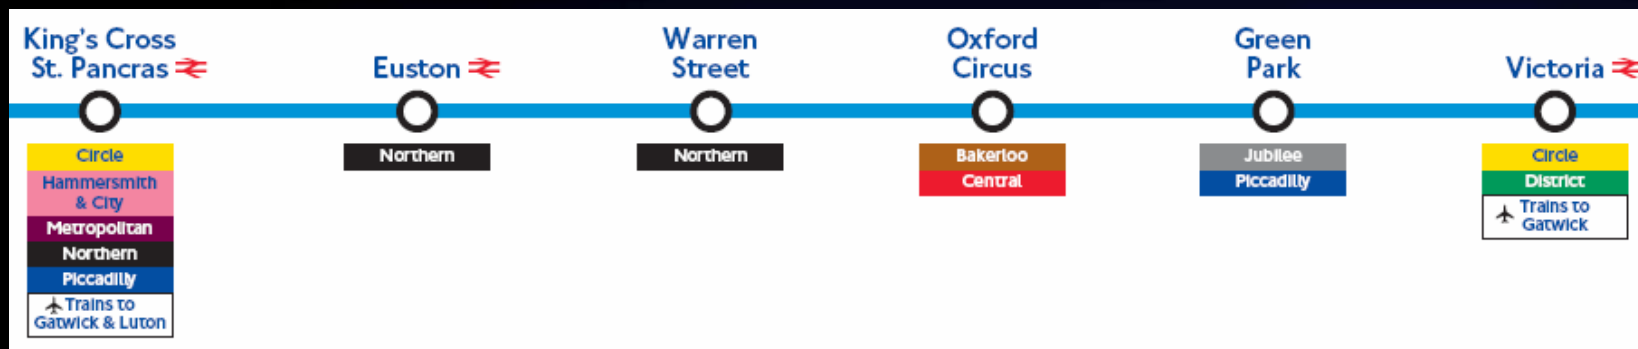 King's Cross
St. Pancras
Euston
Warren
Street
Oxford
Circus
Green
Park
Victoria
Circle
Hammersmith
& City
Metropolitan
Northern
Piccadilly
Trains to
Gatwick & Luton
Northern
Northern
Bakerloo
Central
Jubilee
Piccadilly
Circle
District
Trains to
Gatwick